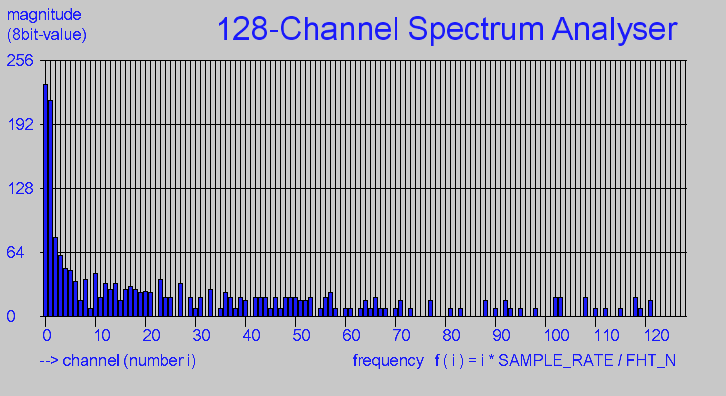 magnitude
(8bit-value)
128-Channel Spectrum Analyser
256
192
128
64
0
0 10 20 30 40 50 60 70 80 90 100 110 120
--> channel (number i)
frequency f ( i ) = i * SAMPLE_RATE / FHT_N